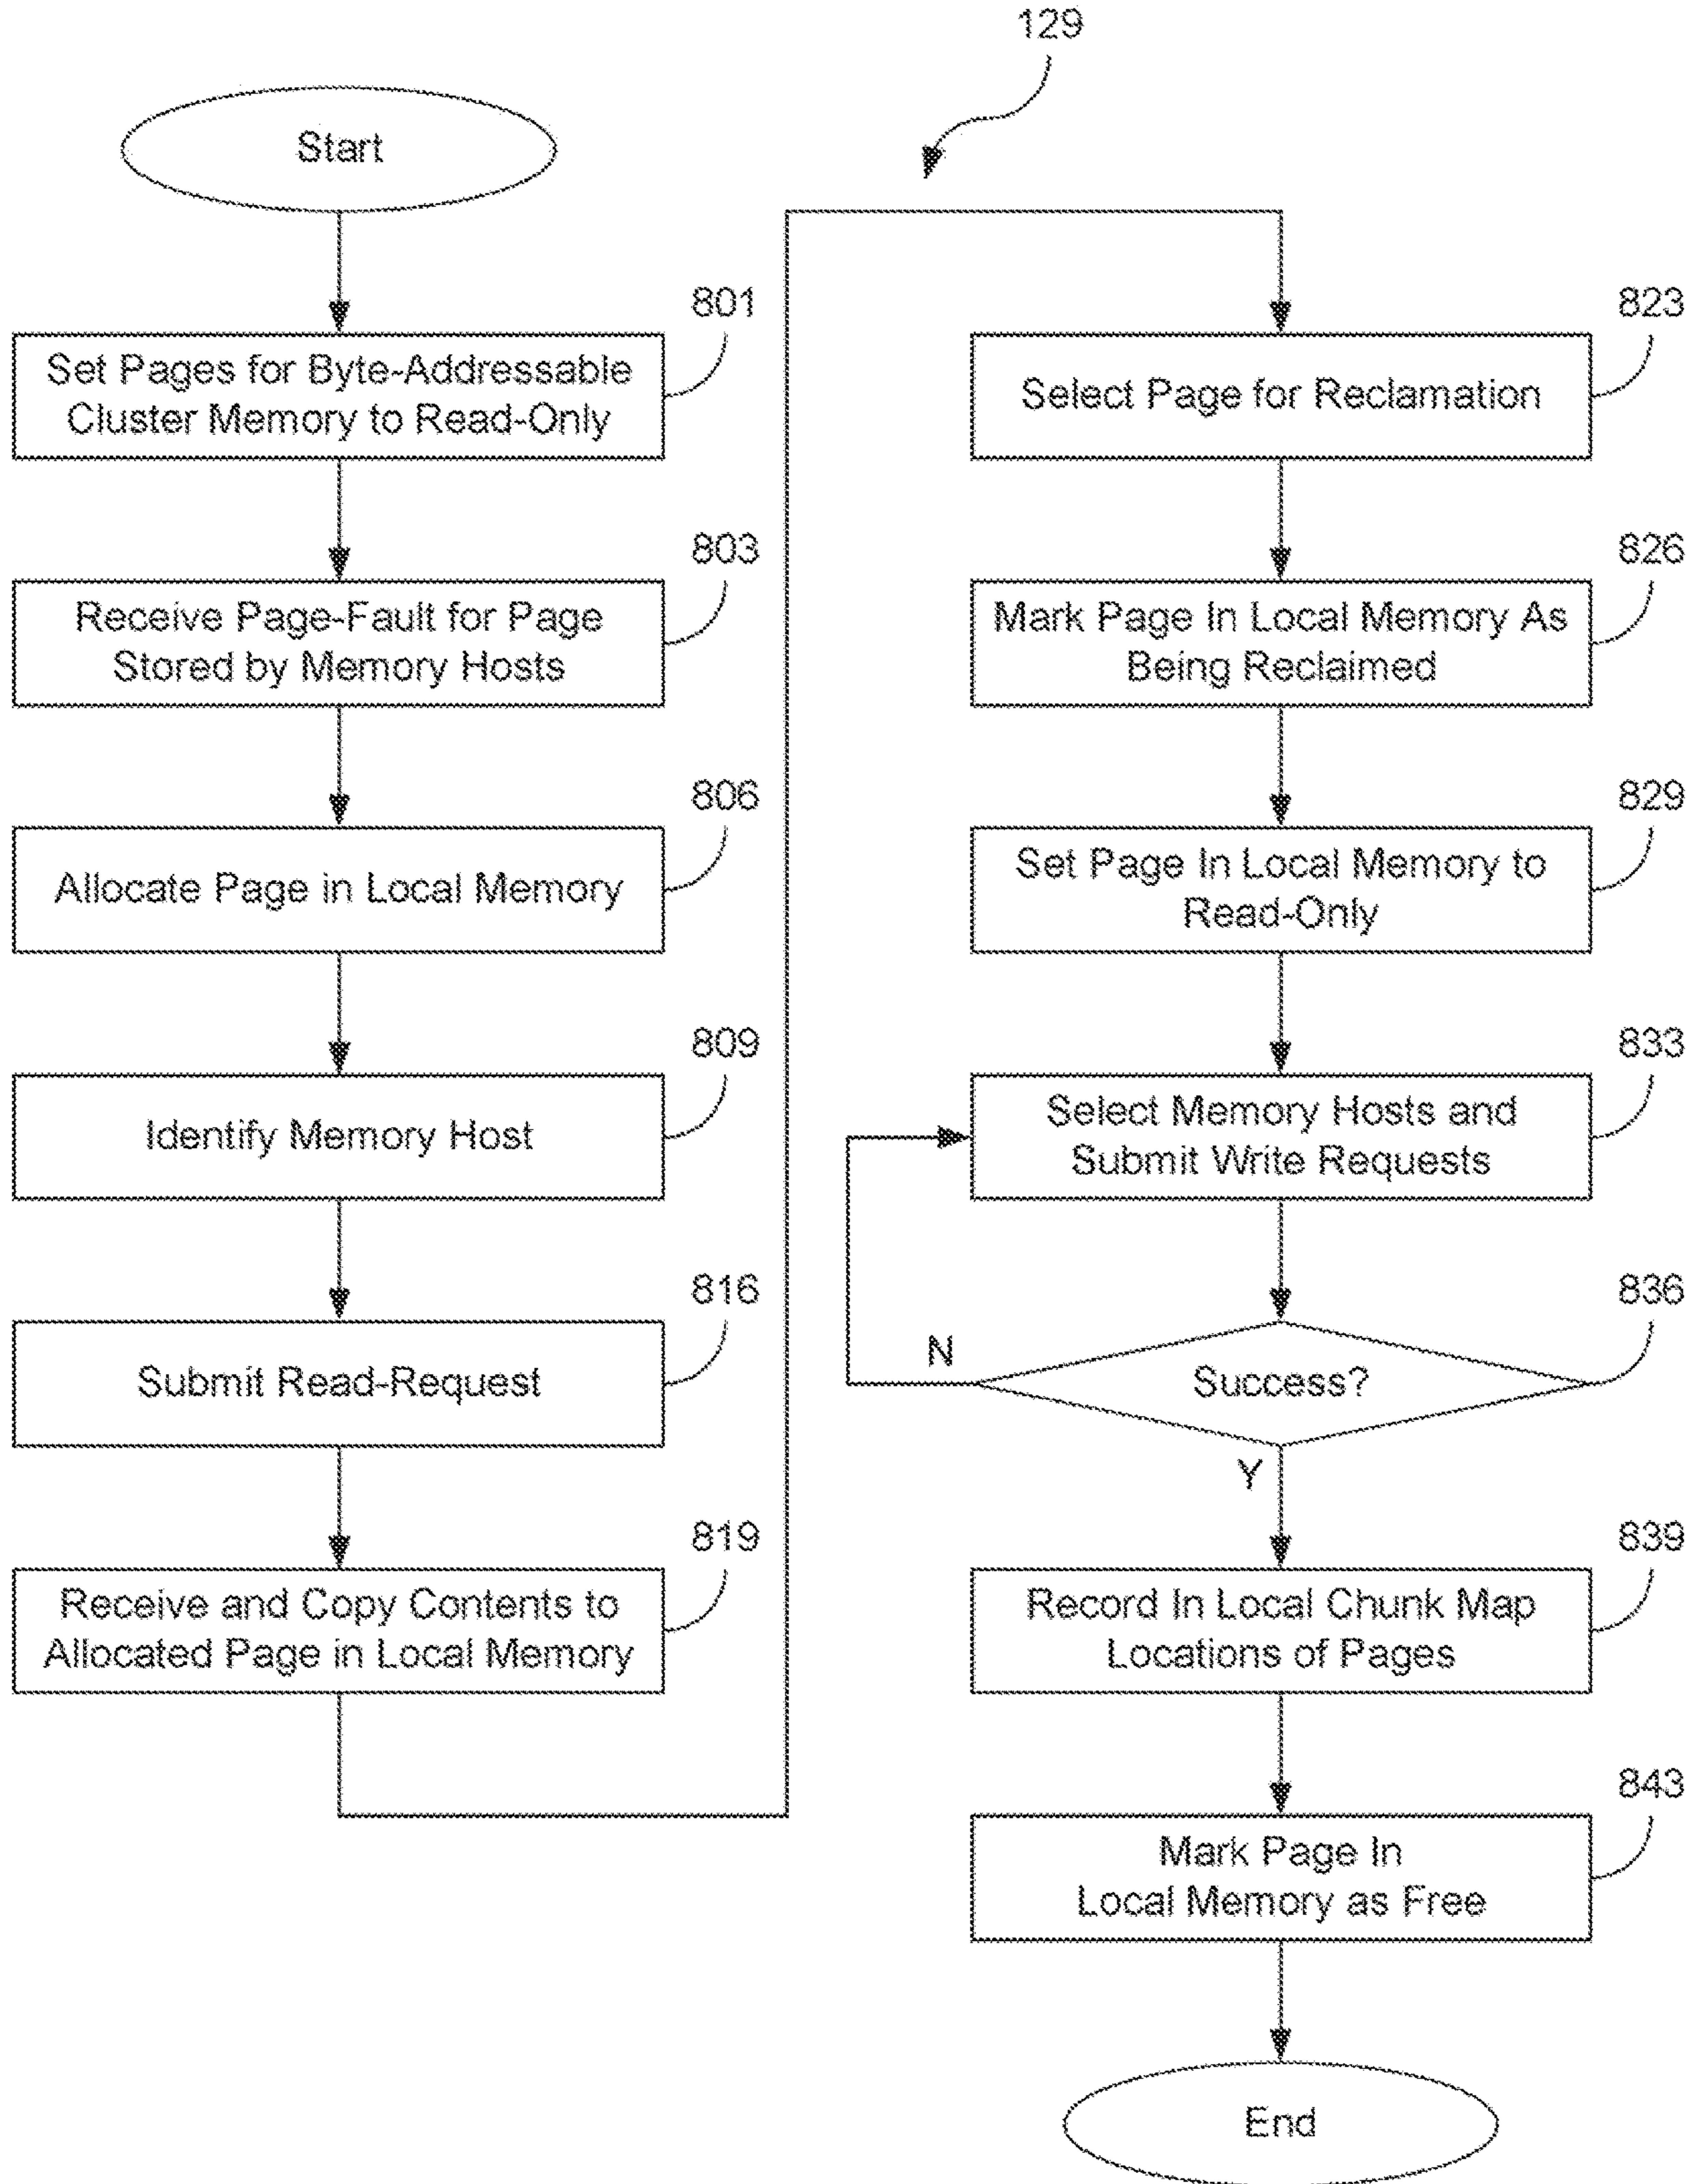 129
Start
801
Set Pages for Byte-Addressable
Cluster Memory to Read-Only
803
Receive Page-Fault for Page
Stored by Memory Hosts
806
Allocate Page in Local Memory
809
Identify Memory Host
816
Submit Read-Request
819
Receive and Copy Contents to
Allocated Page in Local Memory
823
Select Page for Reclamation
826
Mark Page In Local Memory As
Being Reclaimed
829
Set Page In Local Memory to
Read-Only
833
Select Memory Hosts and
Submit Write Requests
836
N
Success?
Y
839
Record In Local Chunk Map
Locations of Pages
843
Mark Page In
Local Memory as Free
End